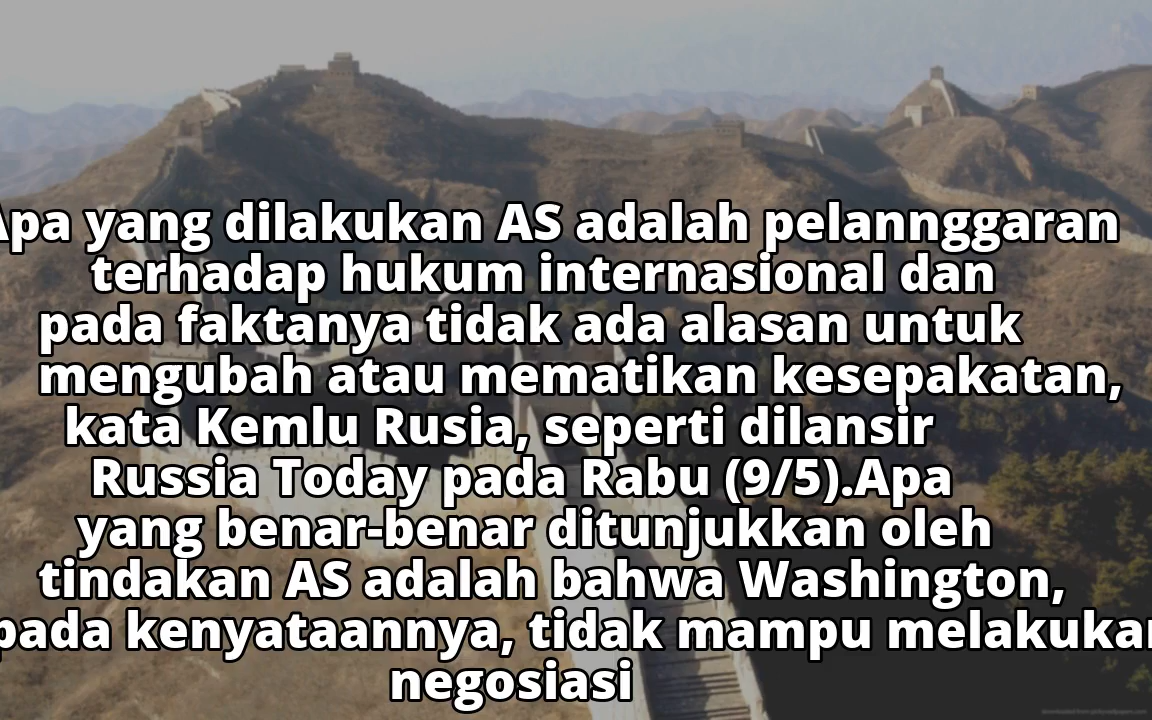 Apa yang dilakukan AS adalah pelannggaran
terhadap hukum internasional dan
pada faktanya tidak ada alasan untuk
mengubah atau mematikan kesepakatan,
kata Kemlu Rusia, seperti dilansir
Russia Today pada Rabu (9/5).Apa
yang benar-benar ditunjukkan oleh
tindakan AS adalah bahwa Washington,
pada kenyataannya, tidak mampu melakukan
negosiasi